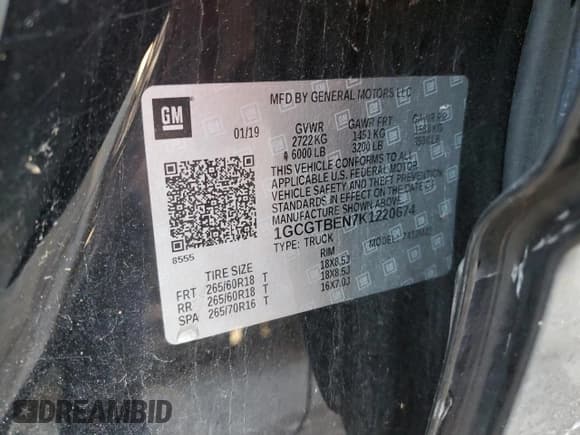 GM
MFD BY GENERAL MOTORS LLC
01/19 GVWR GAWR FRT GAWR RR
2722 KG 1451 KG
6000 LB 3200 LB
THIS VEHICLE CONFORMS TO ALL
APPLICABLE U.S. FEDERAL MOTOR
VEHICLE SAFETY AND THEFT PREVENTION
STANDARDS IN EFFECT ON THE DATE OF
MANUFACTURE SHOWN ABOVE.
1GCGTBEN7K1220674
TYPE: TRUCK MODEL:
8555
TIRE SIZE RIM
FRT 265/60R18 T 18X8.5J
RR 265/60R18 T 18X8.5J
SPA 265/70R16 T 16X7.0J
DREAMBID